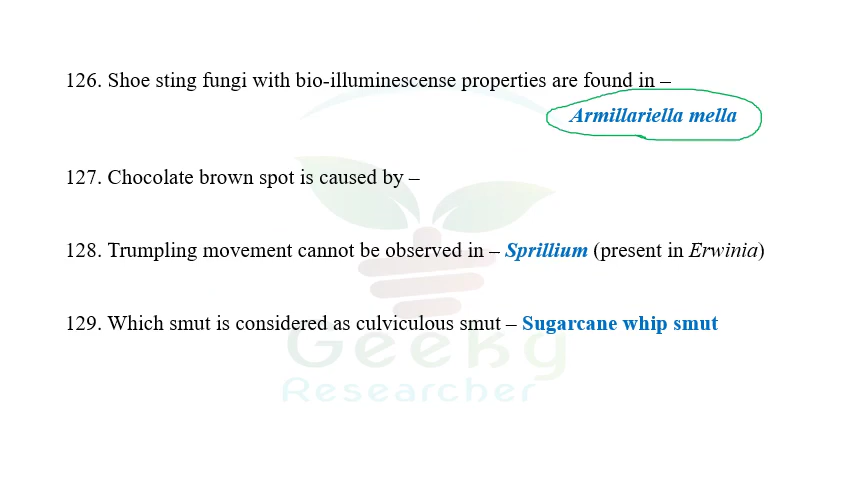 126. Shoe sting fungi with bio-illuminescense properties are found in –
Armillariella mella
127. Chocolate brown spot is caused by –
128. Trumpling movement cannot be observed in – Sprillium (present in Erwinia)
129. Which smut is considered as culviculous smut – Sugarcane whip smut
Geeky
Researcher